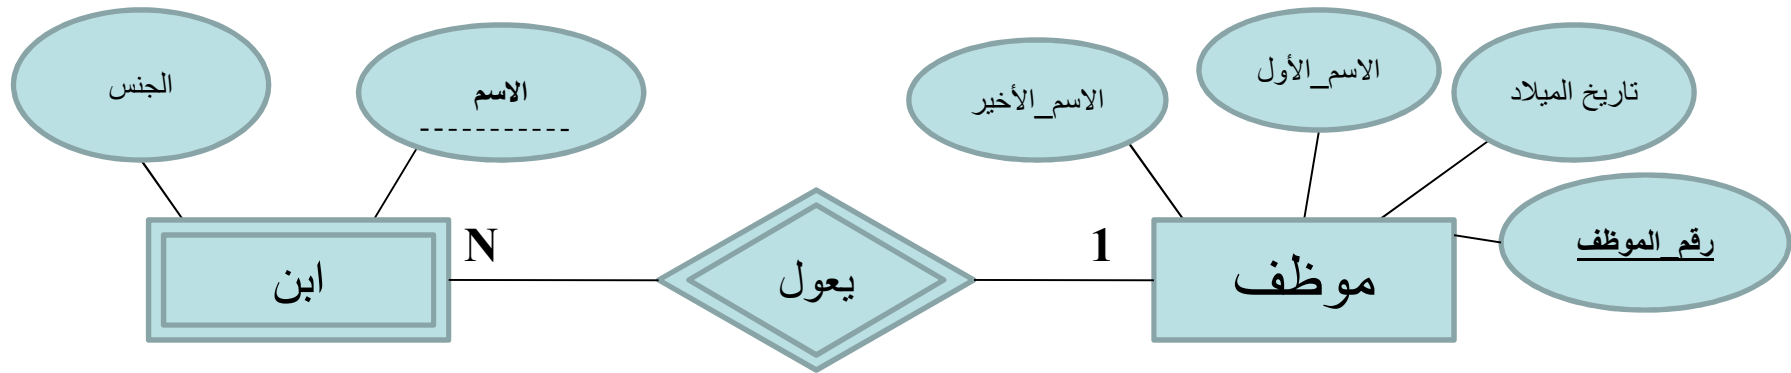 تاريخ الميلاد
الاسم_الأول
الاسم_الأخير
الاسم
الجنس
رقم_الموظف
موظف
1
يعول
N
ابن